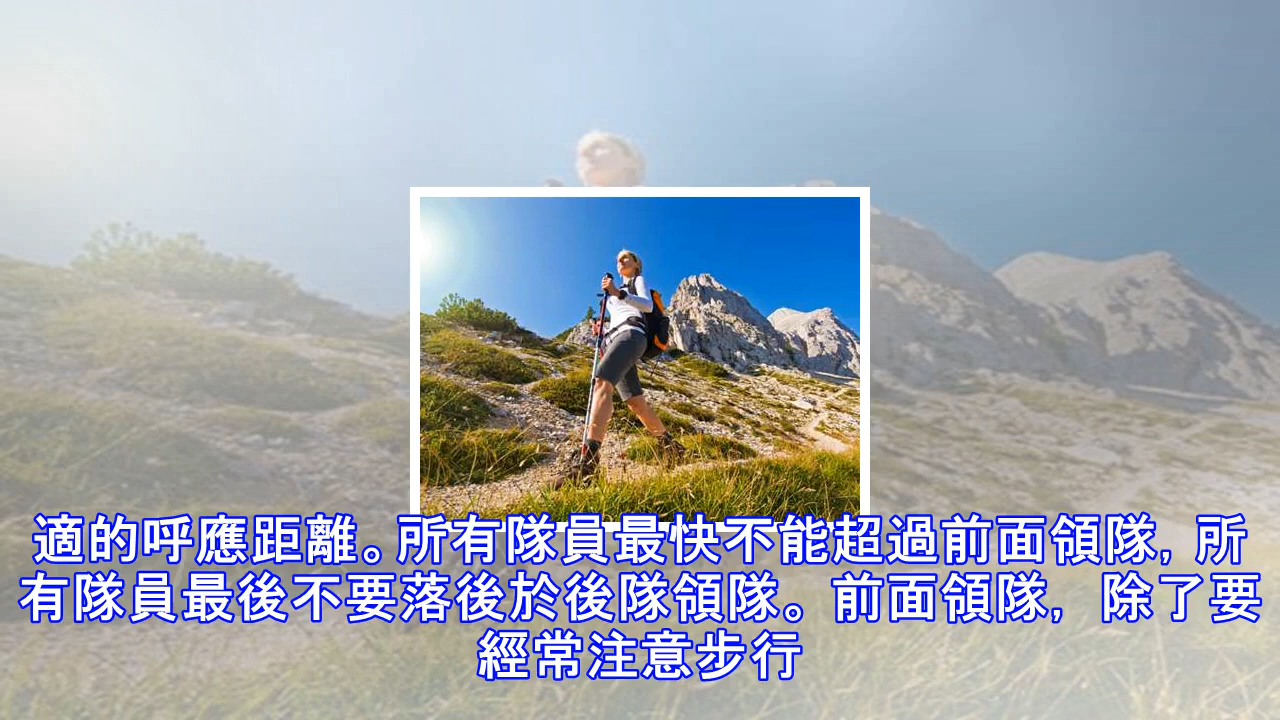 適的呼應距離。所有隊員最快不能超過前面領隊, 所
有隊員最後不要落後於後隊領隊。前面領隊, 除了要
經常注意步行